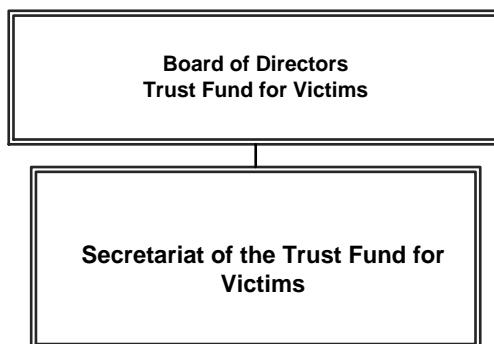 Board of Directors
Trust Fund for Victims
Secretariat of the Trust Fund for
Victims